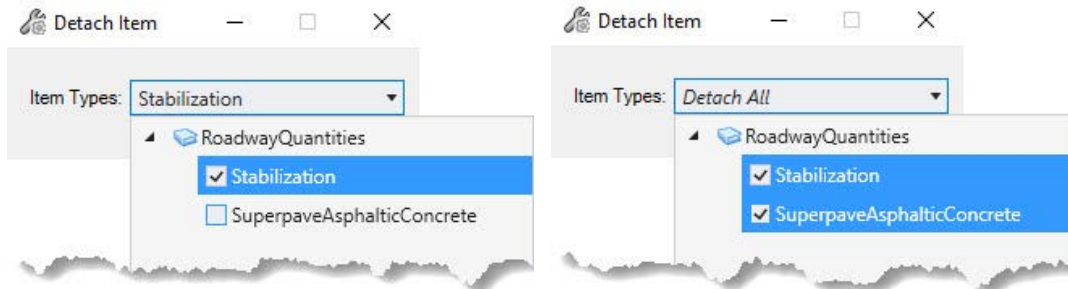 Detach Item
Item Types: Stabilization
RoadwayQuantities
Stabilization
SuperpaveAsphalticConcrete
Detach Item
Item Types: Detach All
RoadwayQuantities
Stabilization
SuperpaveAsphalticConcrete